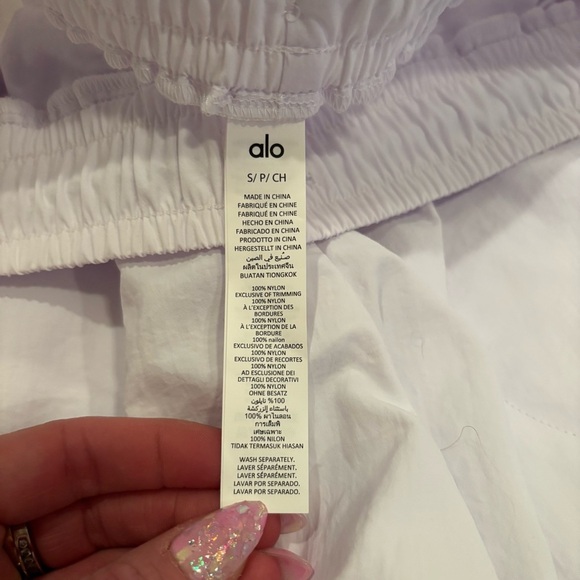 alo
S/ P/ CH
MADE IN CHINA
FABRIQUÉ EN CHINE
FABRIQUÉ EN CHINE
HECHO EN CHINA
FABRICADO EN CHINA
PRODOTTO IN CINA
HERGESTELLT IN CHINA
صنع في الصين
ผลิตในประเทศจีน
BUATAN TIONGKOK
100% NYLON
EXCLUSIVE OF TRIMMING
100% NYLON
À L'EXCEPTION DES
BORDURES
100% NYLON
À L'EXCEPTION DE LA
BORDURE
100% nailon
EXCLUSIVO DE ACABADOS
100% NYLON
EXCLUSIVO DE RECORTES
100% NYLON
AD ESCLUSIONE DEI
DETTAGLI DECORATIVI
100% NYLON
OHNE BESATZ
100% نايلون
باستثناء الزركشة
100% ผ้าไนลอน
การเติมพิ
เศษเฉพาะ
100% NILON
TIDAK TERMASUK HIASAN
WASH SEPARATELY.
LAVER SÉPARÉMENT.
LAVER SÉPARÉMENT.
LAVAR POR SEPARADO.
LAVAR POR SEPARADO.